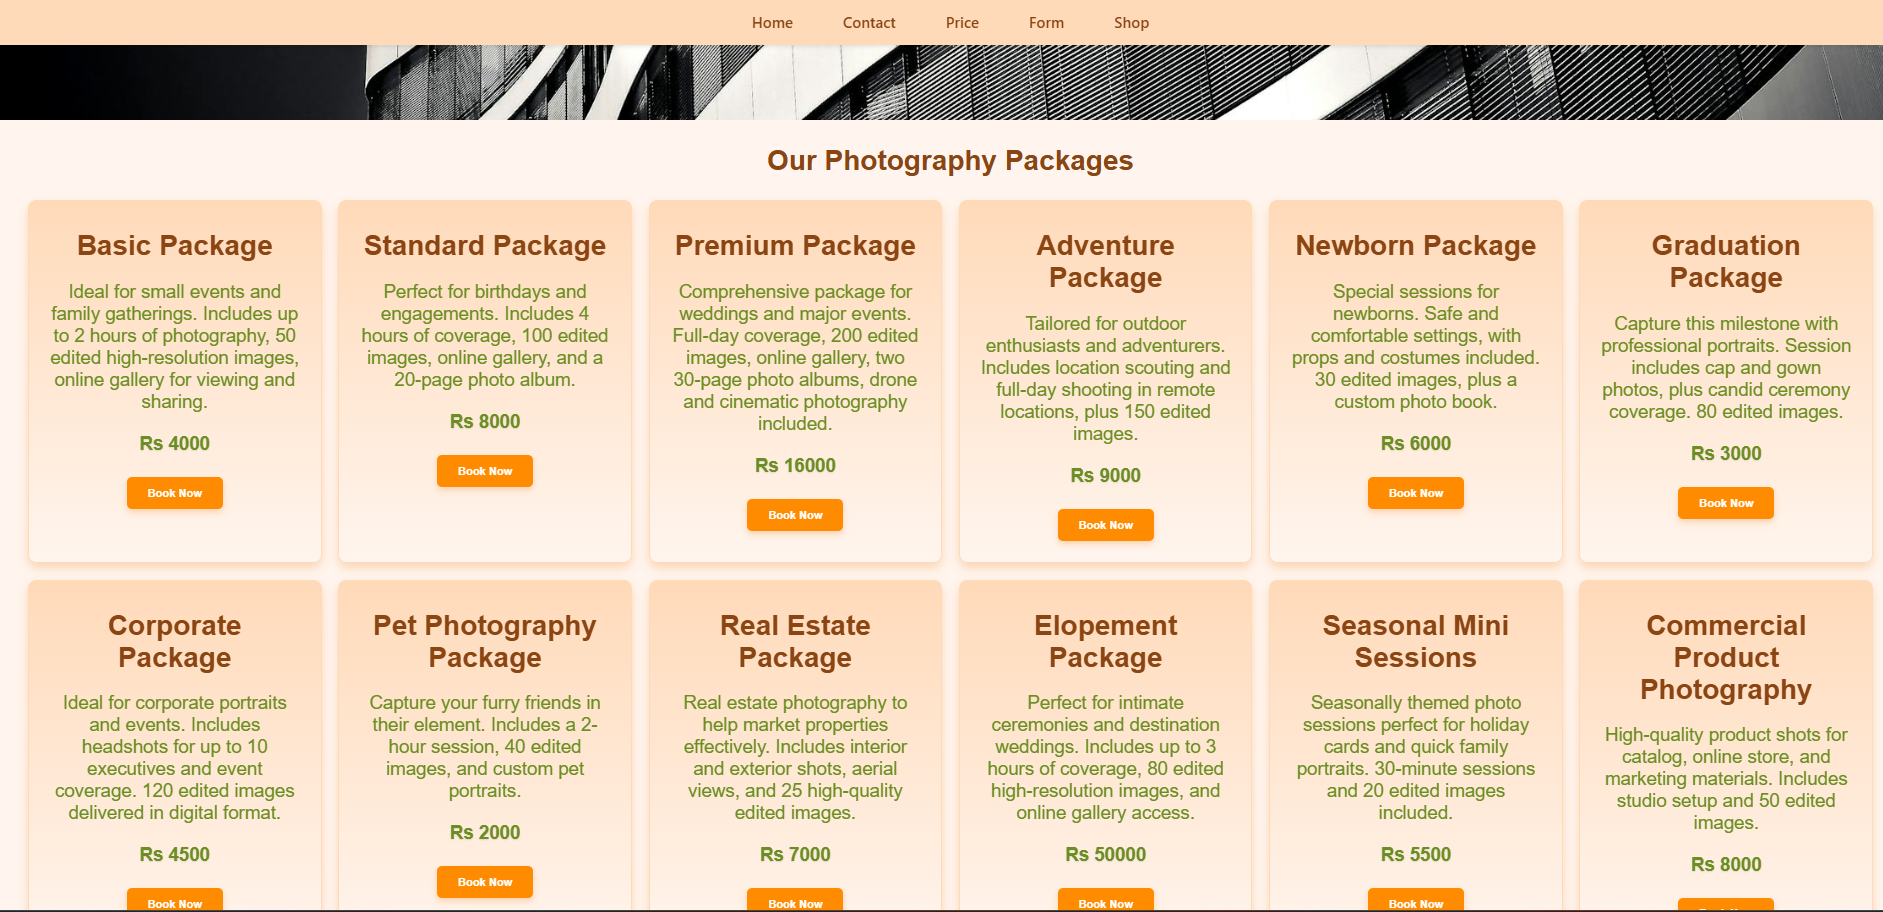 Home Contact Price Form Shop
Our Photography Packages
Basic Package
Ideal for small events and
family gatherings. Includes up
to 2 hours of photography, 50
edited high-resolution images,
online gallery for viewing and
sharing.
Rs 4000
Book Now
Standard Package
Perfect for birthdays and
engagements. Includes 4
hours of coverage, 100 edited
images, online gallery, and a
20-page photo album.
Rs 8000
Book Now
Premium Package
Comprehensive package for
weddings and major events.
Full-day coverage, 200 edited
images, online gallery, two
30-page photo albums, drone
and cinematic photography
included.
Rs 16000
Book Now
Adventure
Package
Tailored for outdoor
enthusiasts and adventurers.
Includes location scouting and
full-day shooting in remote
locations, plus 150 edited
images.
Rs 9000
Book Now
Newborn Package
Special sessions for
newborns. Safe and
comfortable settings, with
props and costumes included.
30 edited images, plus a
custom photo book.
Rs 6000
Book Now
Graduation
Package
Capture this milestone with
professional portraits. Session
includes cap and gown
photos, plus candid ceremony
coverage. 80 edited images.
Rs 3000
Book Now
Corporate
Package
Ideal for corporate portraits
and events. Includes
headshots for up to 10
executives and event
coverage. 120 edited images
delivered in digital format.
Rs 4500
Book Now
Pet Photography
Package
Capture your furry friends in
their element. Includes a 2-
hour session, 40 edited
images, and custom pet
portraits.
Rs 2000
Book Now
Real Estate
Package
Real estate photography to
help market properties
effectively. Includes interior
and exterior shots, aerial
views, and 25 high-quality
edited images.
Rs 7000
Book Now
Elopement
Package
Perfect for intimate
ceremonies and destination
weddings. Includes up to 3
hours of coverage, 80 edited
high-resolution images, and
online gallery access.
Rs 50000
Book Now
Seasonal Mini
Sessions
Seasonally themed photo
sessions perfect for holiday
cards and quick family
portraits. 30-minute sessions
and 20 edited images
included.
Rs 5500
Book Now
Commercial
Product
Photography
High-quality product shots for
catalog, online store, and
marketing materials. Includes
studio setup and 50 edited
images.
Rs 8000